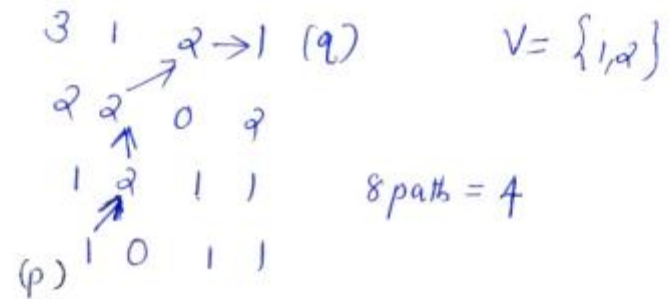 3 1 2 → 1 (q) V = {1,2}
2 2 0 2
1 2 1 1 8 path = 4
(p) 1 0 1 1